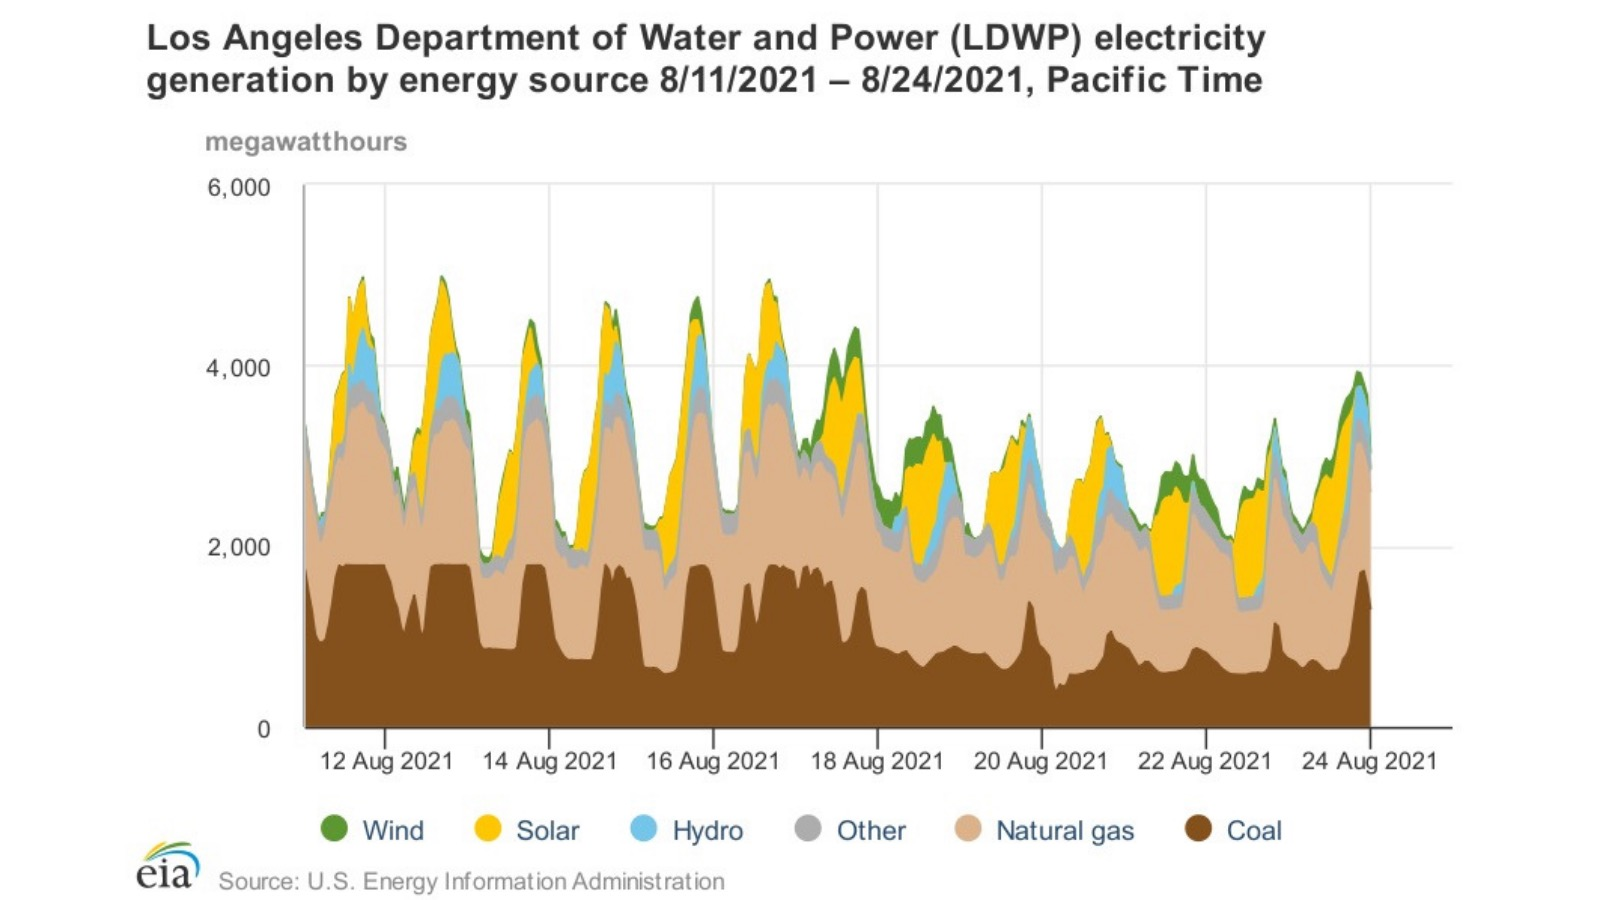 Los Angeles Department of Water and Power (LDWP) electricity
generation by energy source 8/11/2021 – 8/24/2021, Pacific Time
megawatthours
6,000
4,000
2,000
0
12 Aug 2021 14 Aug 2021 16 Aug 2021 18 Aug 2021 20 Aug 2021 22 Aug 2021 24 Aug 2021
Wind Solar Hydro Other Natural gas Coal
eia Source: U.S. Energy Information Administration